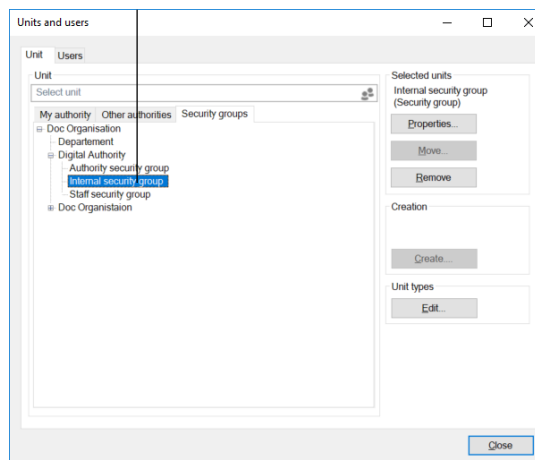 Units and users
Unit Users
Unit
Select unit
My authority Other authorities Security groups
Doc Organisation
Departement
Digital Authority
Authority security group
Internal security group
Staff security group
Doc Organistaion
Selected units
Internal security group
(Security group)
Properties...
Move...
Remove
Creation
Create...
Unit types
Edit...
Close